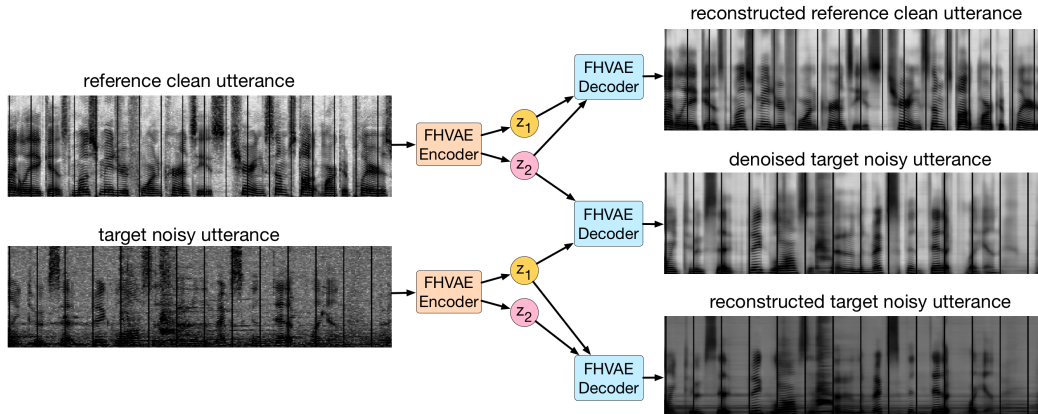 reconstructed reference clean utterance
reference clean utterance
FHVAE
Decoder
z1
FHVAE
Encoder
z2
denoised target noisy utterance
target noisy utterance
FHVAE
Decoder
z1
FHVAE
Encoder
z2
reconstructed target noisy utterance
FHVAE
Decoder